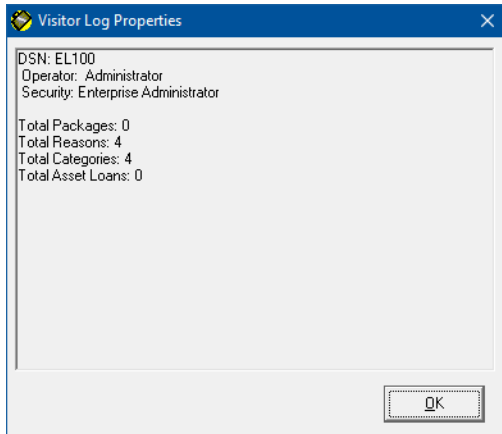 Visitor Log Properties
DSN: EL100
Operator: Administrator
Security: Enterprise Administrator
Total Packages: 0
Total Reasons: 4
Total Categories: 4
Total Asset Loans: 0
OK